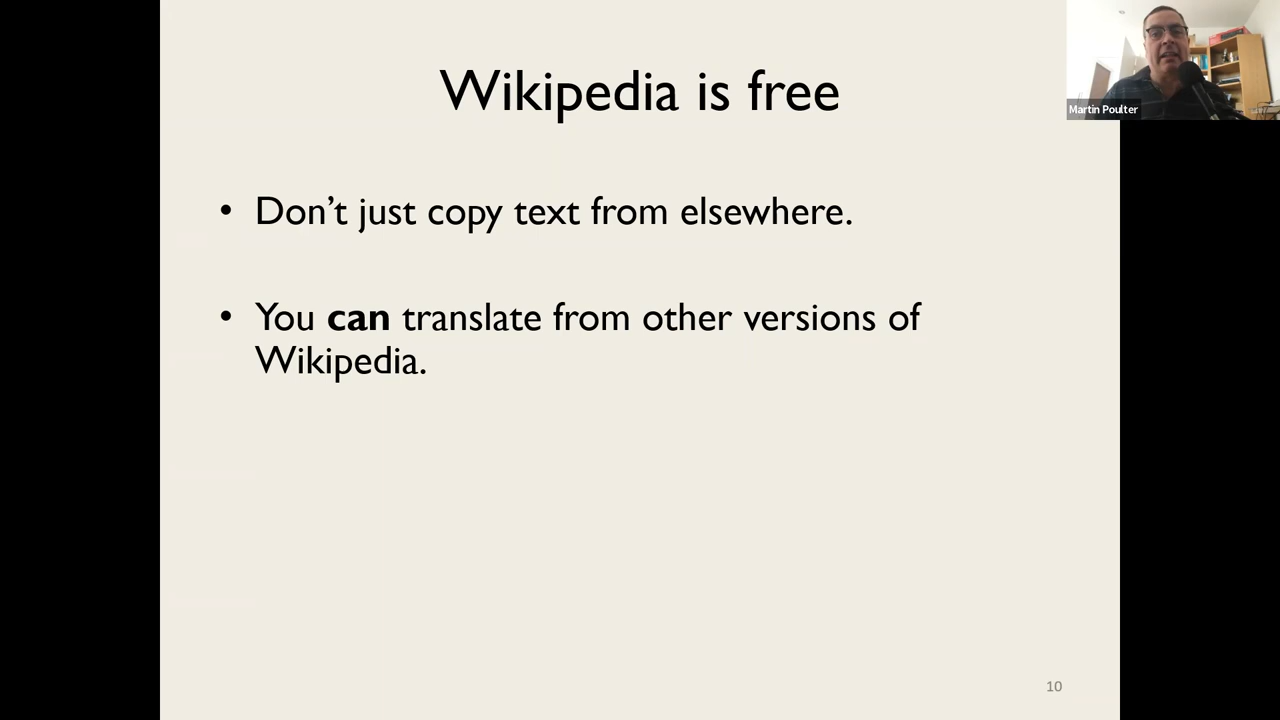 Wikipedia is free
Martin Poulter
• Don’t just copy text from elsewhere.
• You can translate from other versions of
Wikipedia.
10